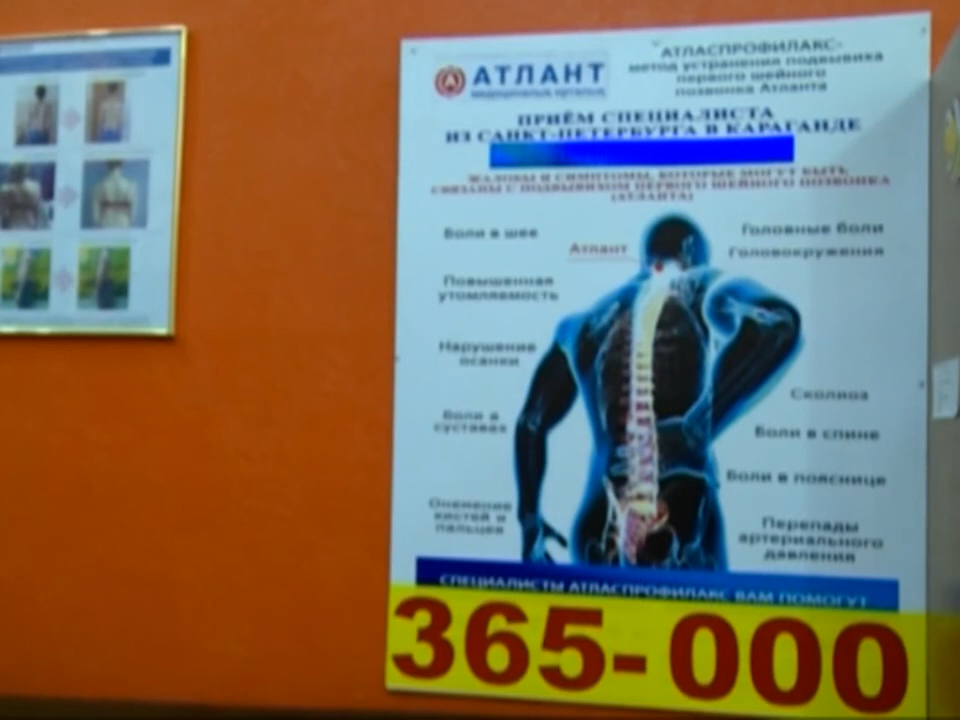 АТЛАНТ
медициналық орталық
АТЛАСПРОФИЛАКС-
метод устранения подвывиха
первого шейного
позвонка Атланта
ПРИЁМ СПЕЦИАЛИСТА
ИЗ САНКТ-ПЕТЕРБУРГА В КАРАГАНДЕ
ЖАЛОБЫ И СИМПТОМЫ, КОТОРЫЕ МОГУТ БЫТЬ
СВЯЗАНЫ С ПОДВЫВИХОМ ПЕРВОГО ШЕЙНОГО ПОЗВОНКА
(АТЛАНТА)
Боли в шее
Атлант
Головные боли
Головокружения
Повышенная
утомляемость
Нарушение
осанки
Сколиоз
Боли в
суставах
Боли в спине
Боли в пояснице
Онемение
кистей и
пальцев
Перепады
артериального
давления
СПЕЦИАЛИСТЫ АТЛАСПРОФИЛАКС ВАМ ПОМОГУТ
365-000